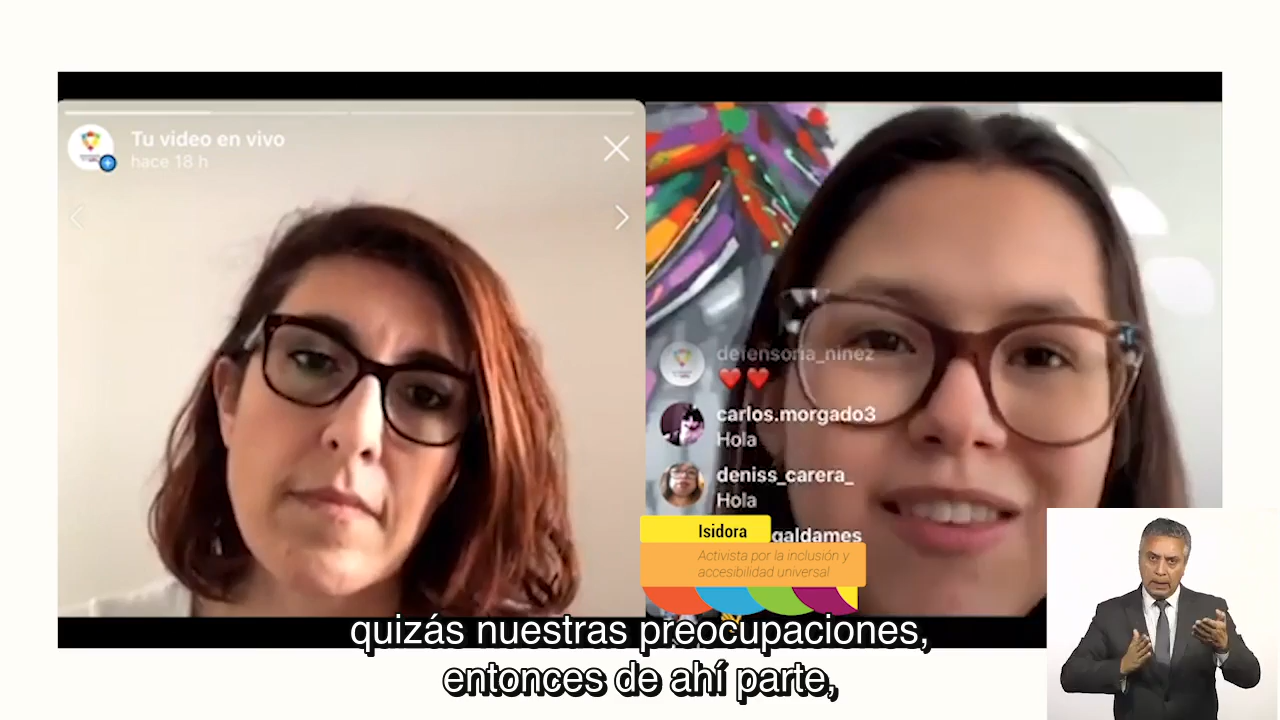 Tu video en vivo
hace 18 h
defensoria_ninez
❤️❤️
carlos.morgado3
Hola
deniss_carera_
Hola
galdames
Isidora
Activista por la inclusión y
accesibilidad universal
quizás nuestras preocupaciones,
entonces de ahí parte,